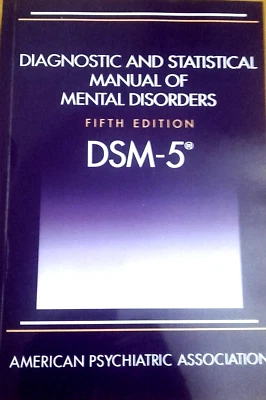 DIAGNOSTIC AND STATISTICAL
MANUAL OF
MENTAL DISORDERS
FIFTH EDITION
DSM-5®
AMERICAN PSYCHIATRIC ASSOCIATION